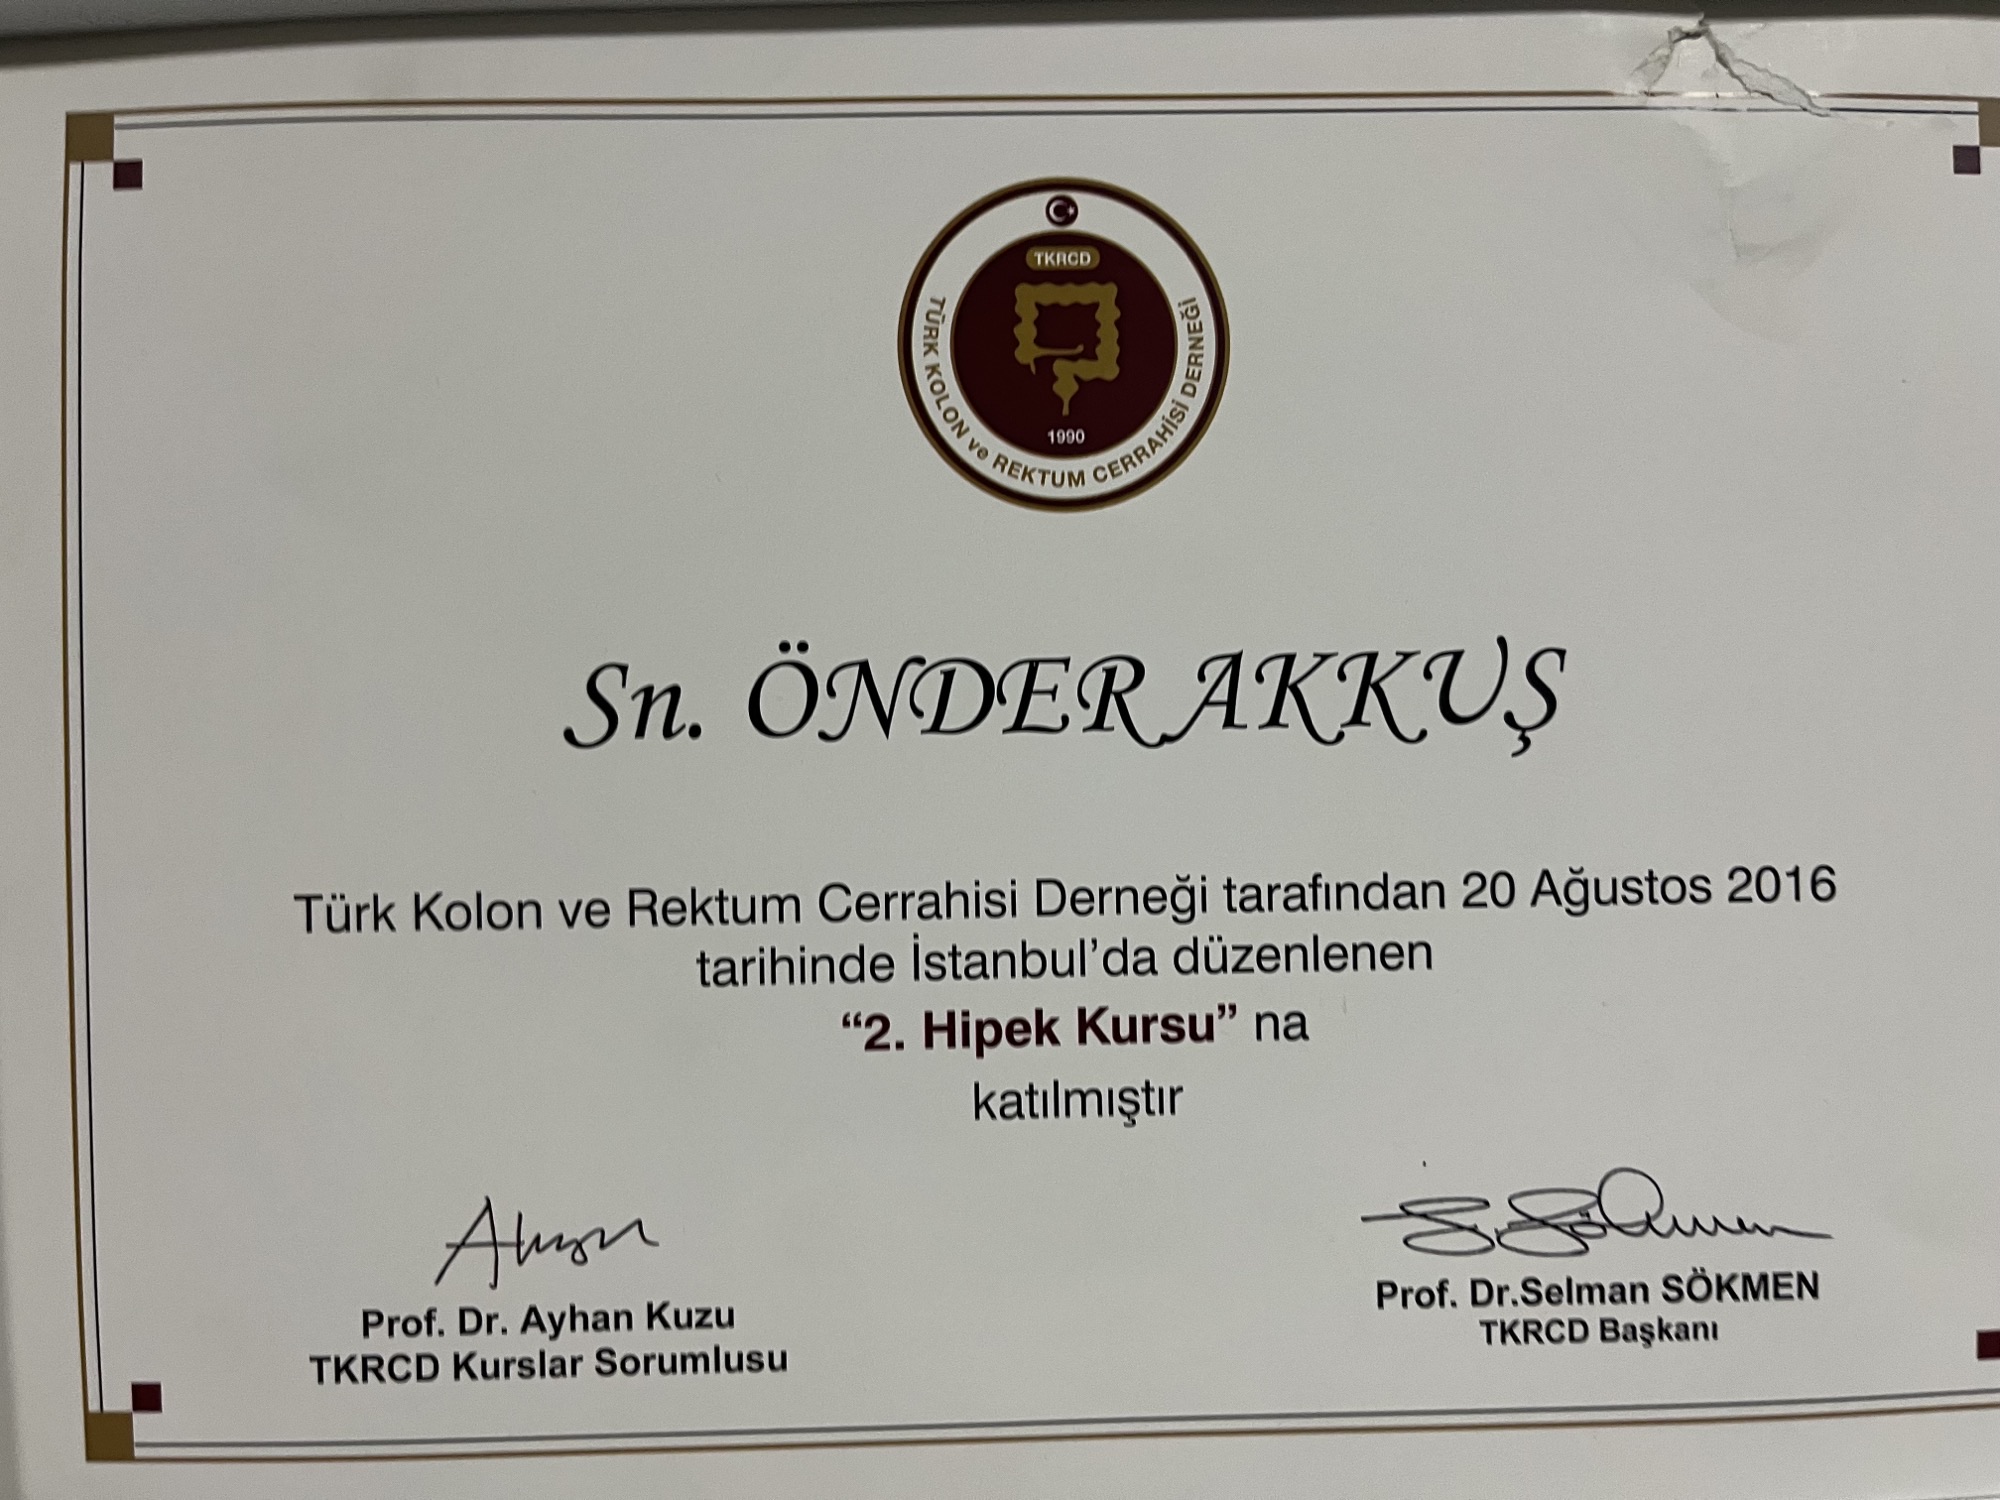 TKRCD
1990
TÜRK KOLON ve REKTUM CERRAHİSİ DERNEĞİ
Sn. ÖNDER AKKUŞ
Türk Kolon ve Rektum Cerrahisi Derneği tarafından 20 Ağustos 2016
tarihinde İstanbul’da düzenlenen
“2. Hipek Kursu” na
katılmıştır
Prof. Dr. Ayhan Kuzu
TKRCD Kurslar Sorumlusu
Prof. Dr.Selman SÖKMEN
TKRCD Başkanı